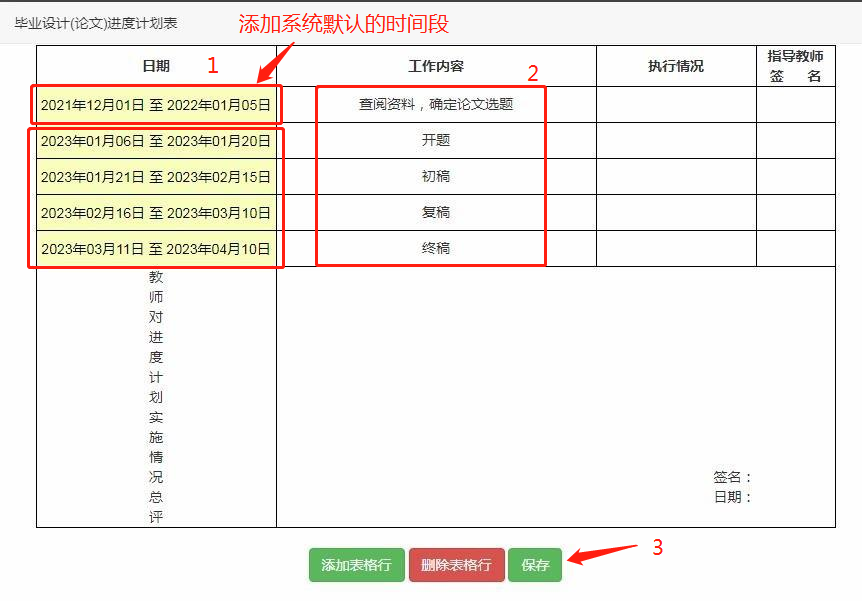 毕业设计(论文)进度计划表
添加系统默认的时间段
日期 1 工作内容 2 执行情况 指导教师
签 名
2021年12月01日 至 2022年01月05日 查阅资料，确定论文选题
2023年01月06日 至 2023年01月20日 开题
2023年01月21日 至 2023年02月15日 初稿
2023年02月16日 至 2023年03月10日 复稿
2023年03月11日 至 2023年04月10日 终稿
教
师
对
进
度
计
划
实
施
情
况
总
评
签名：
日期：
添加表格行 删除表格行 保存 3